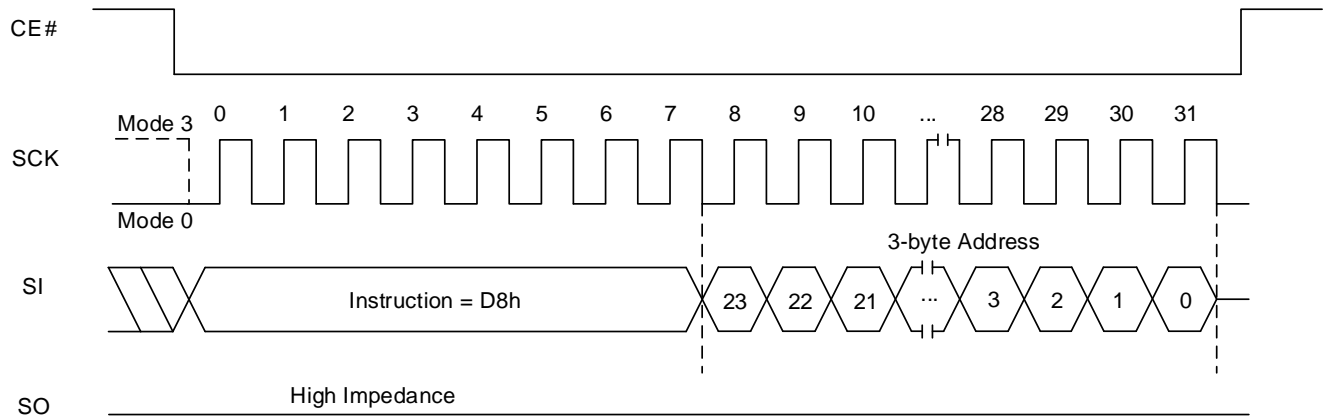 CE#
Mode 3
0 1 2 3 4 5 6 7 8 9 10 ... 28 29 30 31
SCK
Mode 0
3-byte Address
SI
Instruction = D8h
23 22 21 ... 3 2 1 0
High Impedance
SO